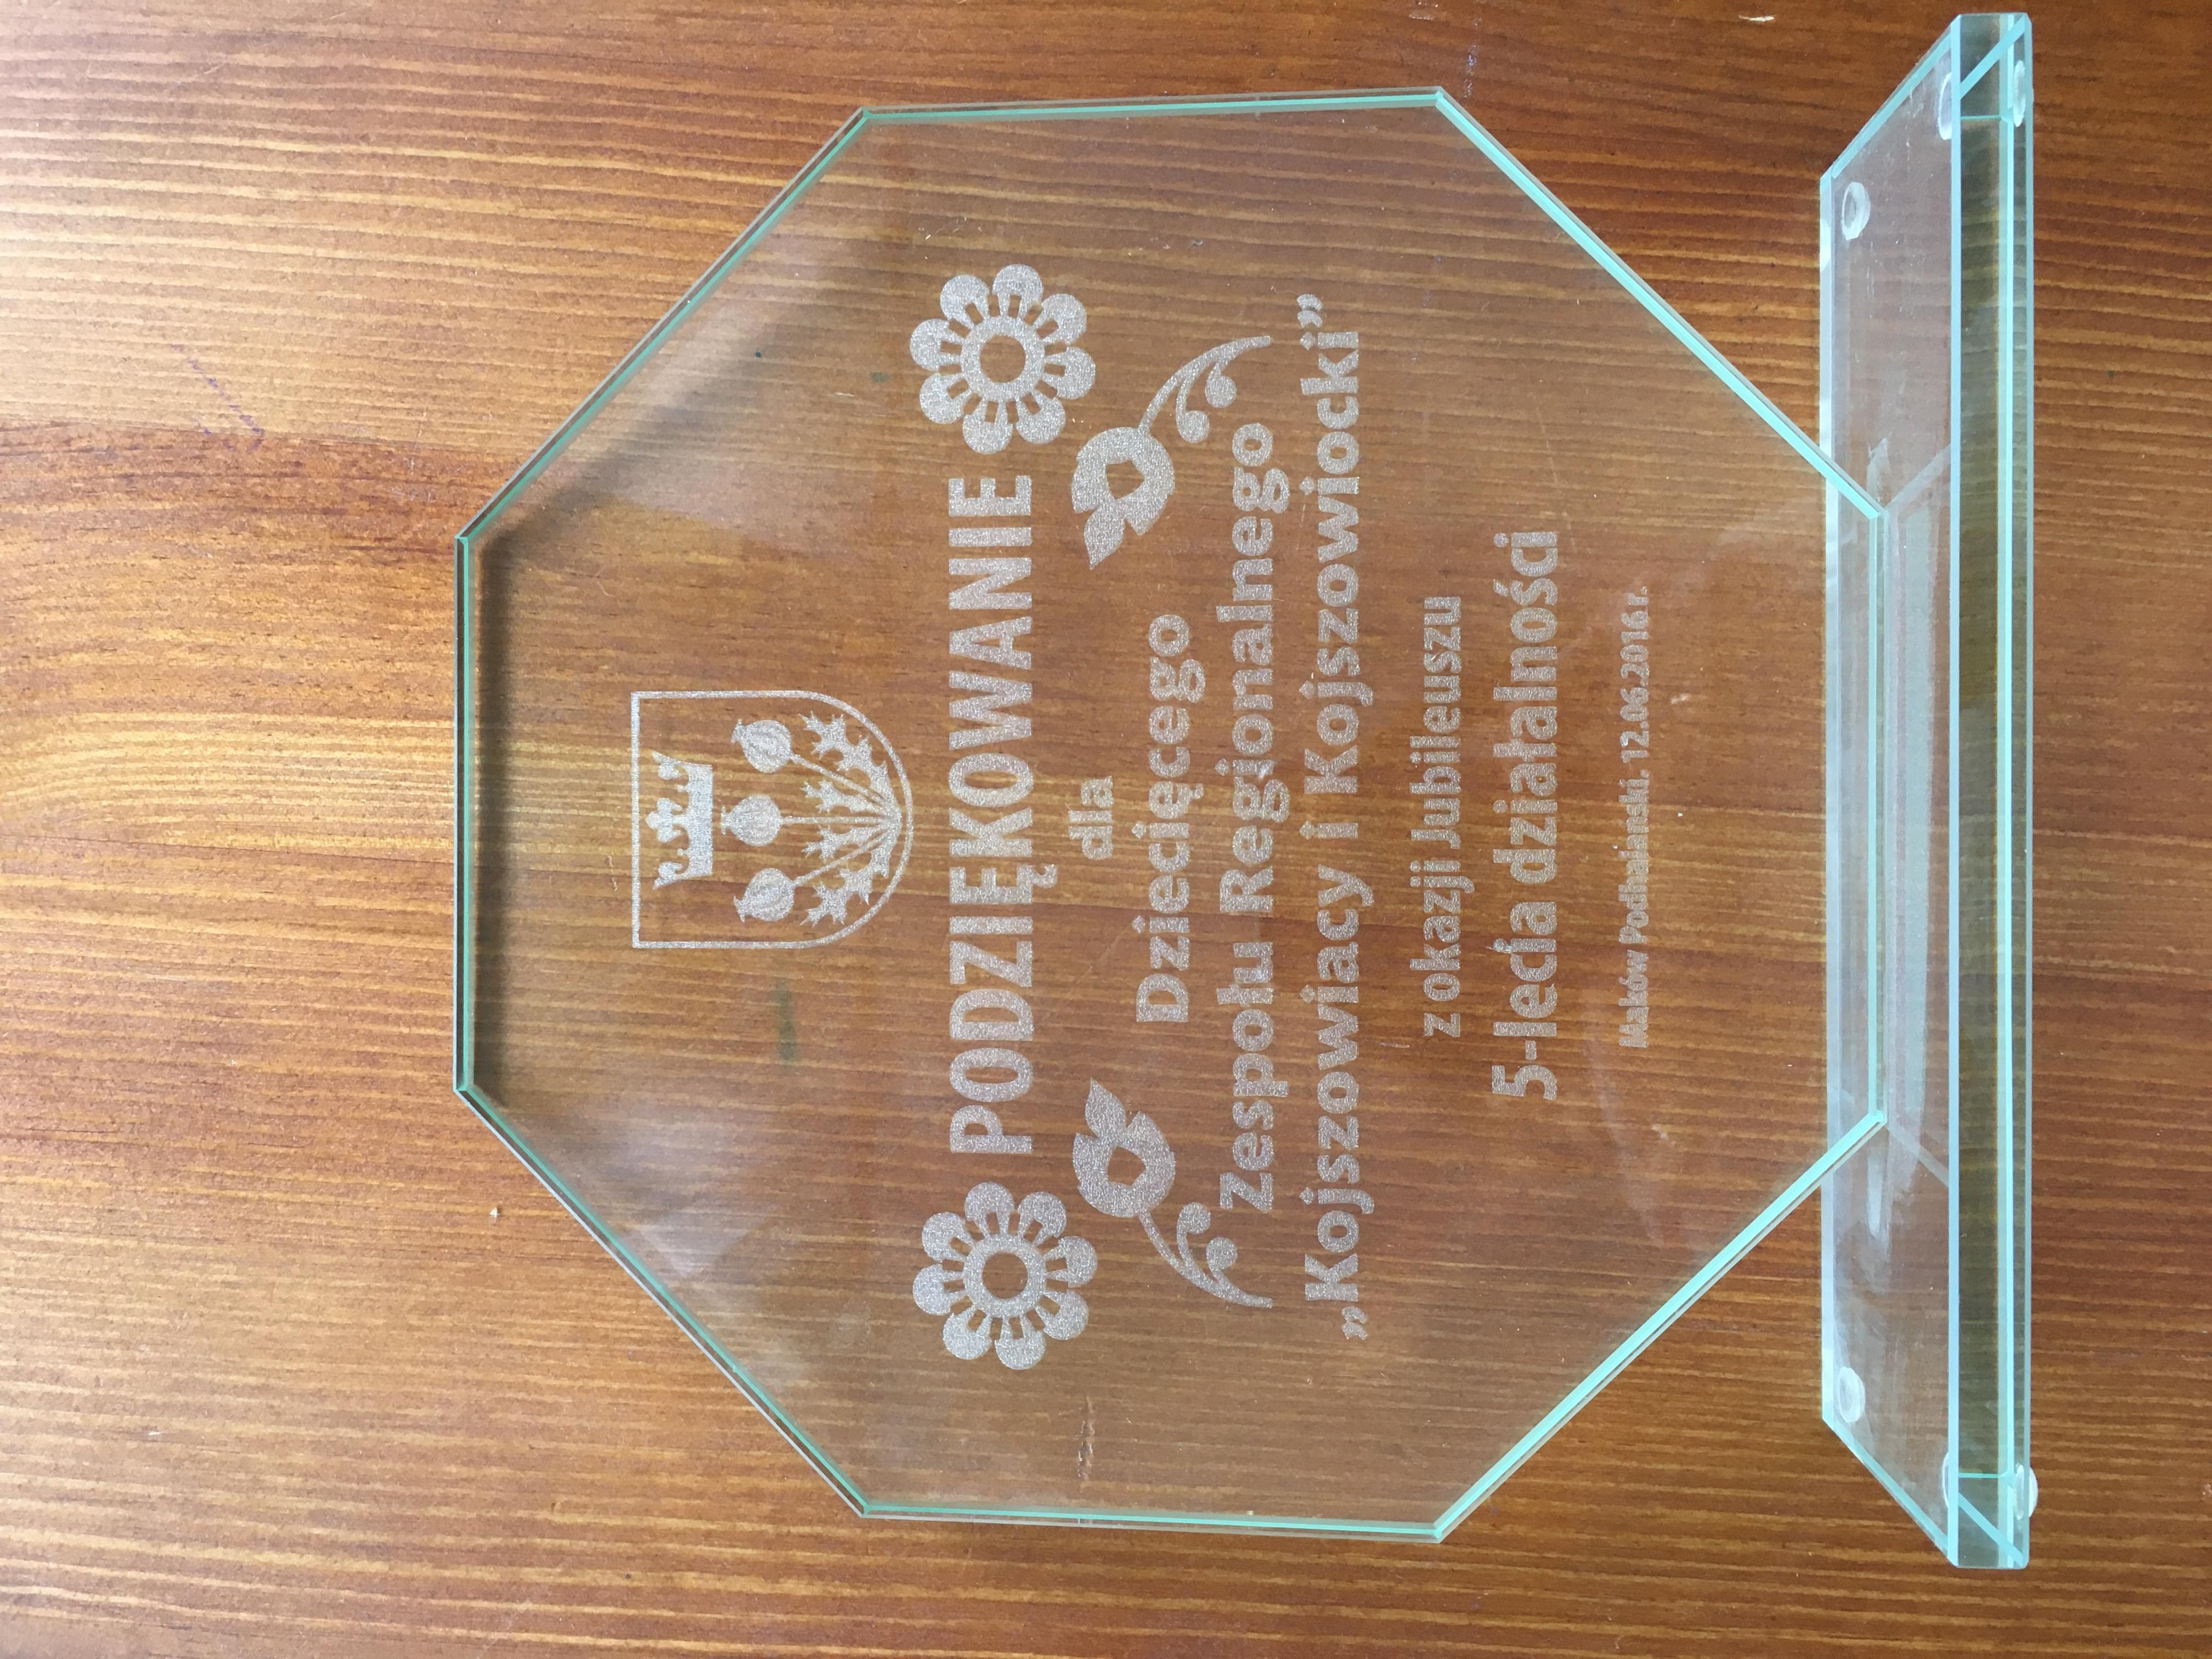 PODZIĘKOWANIE
dla
Dziecięcego
Zespołu Regionalnego
„Kojszowiacy i Kojszowiocki”
z okazji Jubileuszu
5-lecia działalności
Maków Podhalański, 12.06.2016 r.